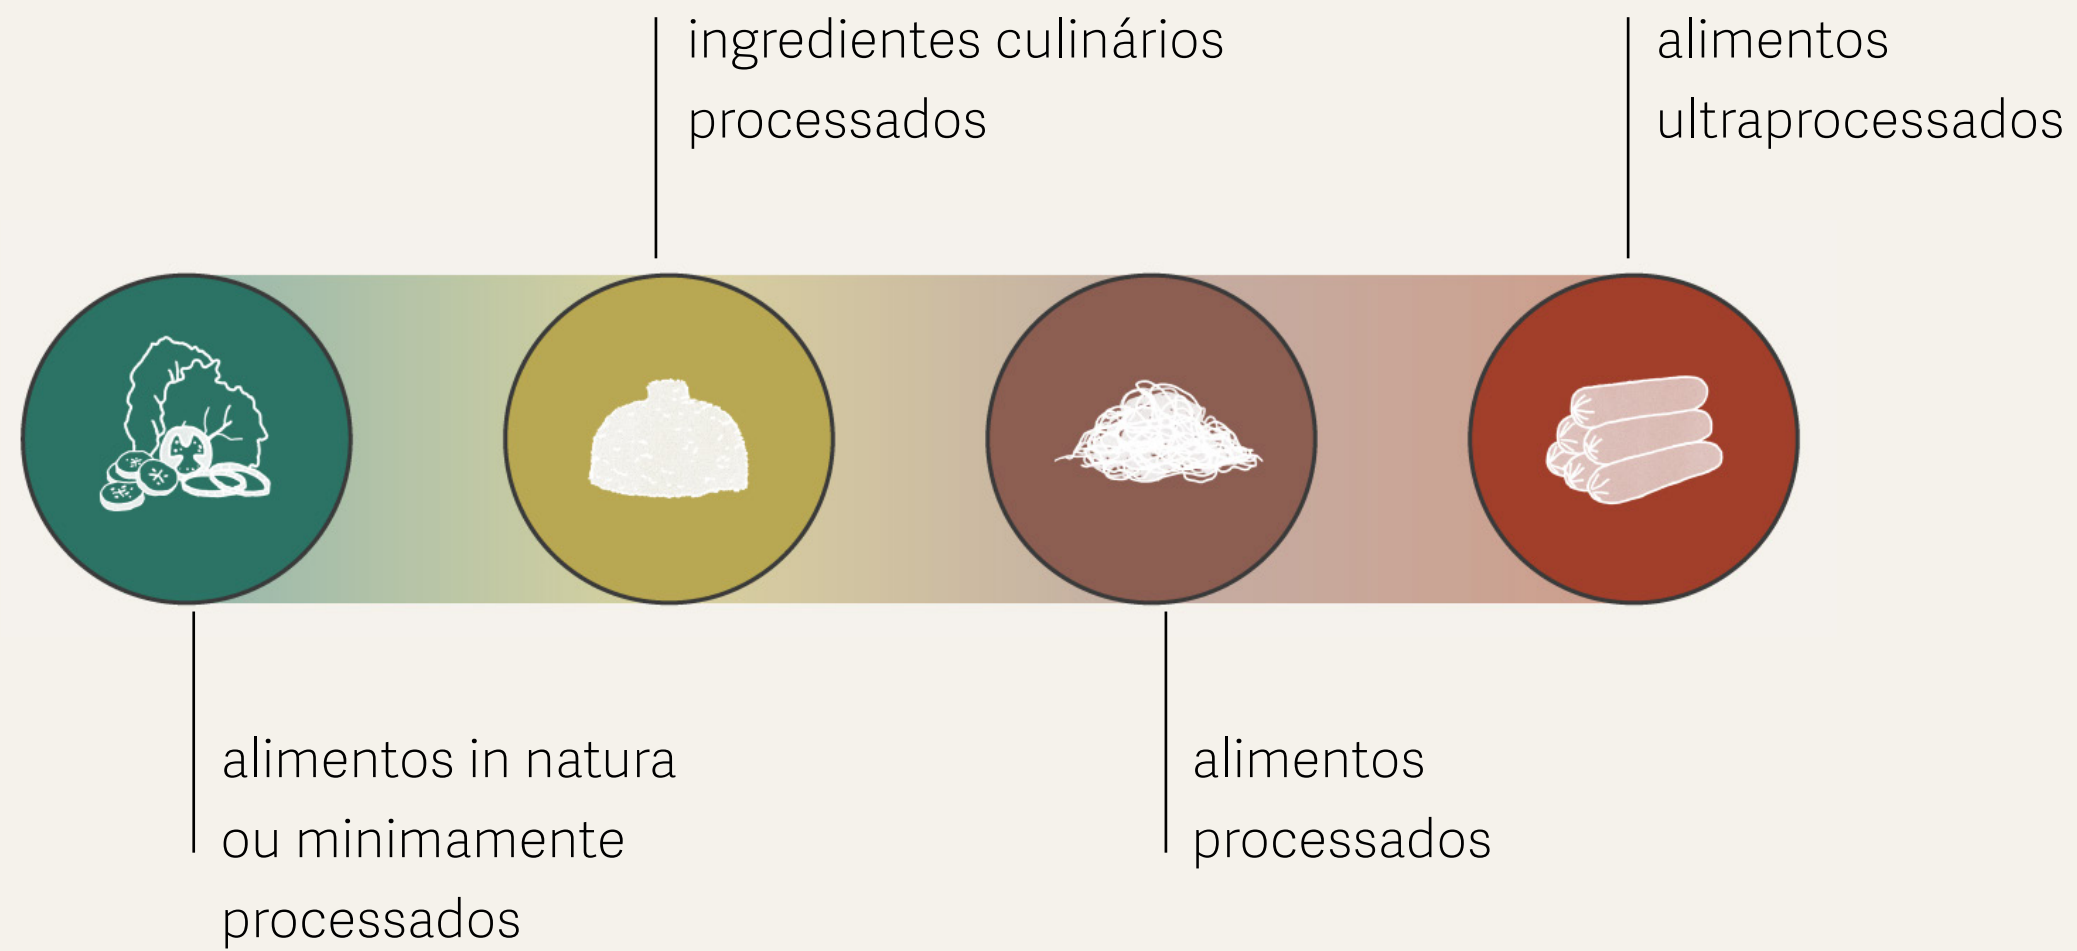 ingredientes culinários
processados
alimentos
ultraprocessados
alimentos in natura
ou minimamente
processados
alimentos
processados